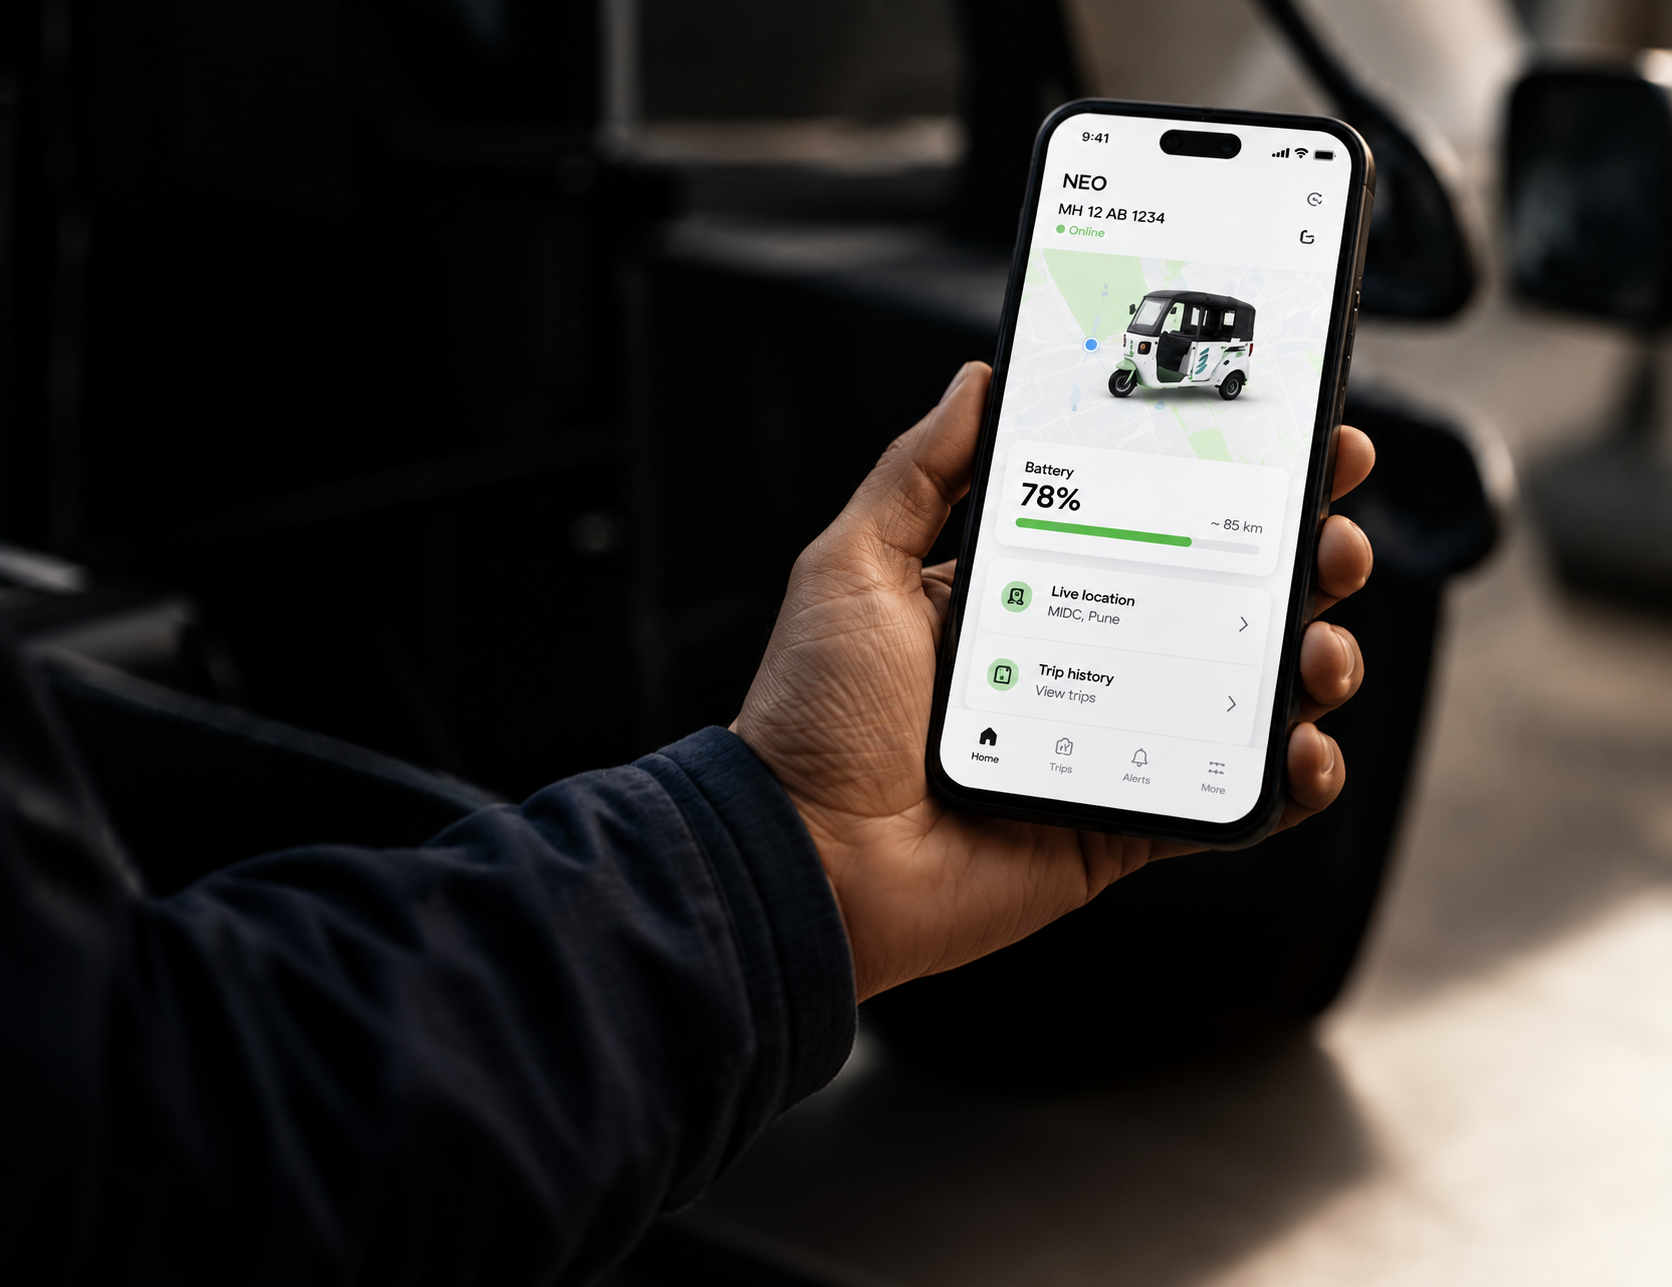 9:41
NEO
MH 12 AB 1234
Online
Battery
78%
~ 85 km
Live location
MIDC, Pune
Trip history
View trips
Home
Trips
Alerts
More